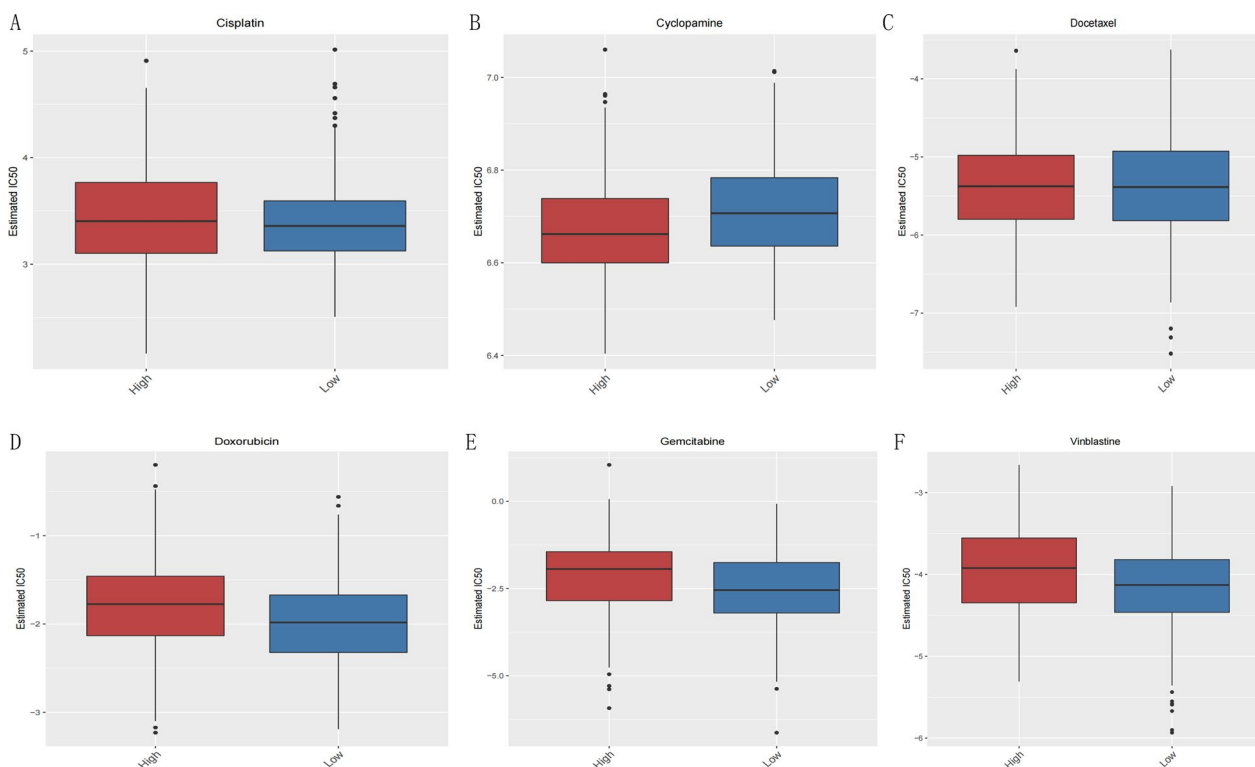 A
Cisplatin
Estimated IC50
5
4
3
High
Low
B
Cyclopamine
Estimated IC50
7.0
6.8
6.6
6.4
High
Low
C
Docetaxel
Estimated IC50
−4
−5
−6
−7
High
Low
D
Doxorubicin
Estimated IC50
−1
−2
−3
High
Low
E
Gemcitabine
Estimated IC50
0.0
−2.5
−5.0
High
Low
F
Vinblastine
Estimated IC50
−3
−4
−5
−6
High
Low